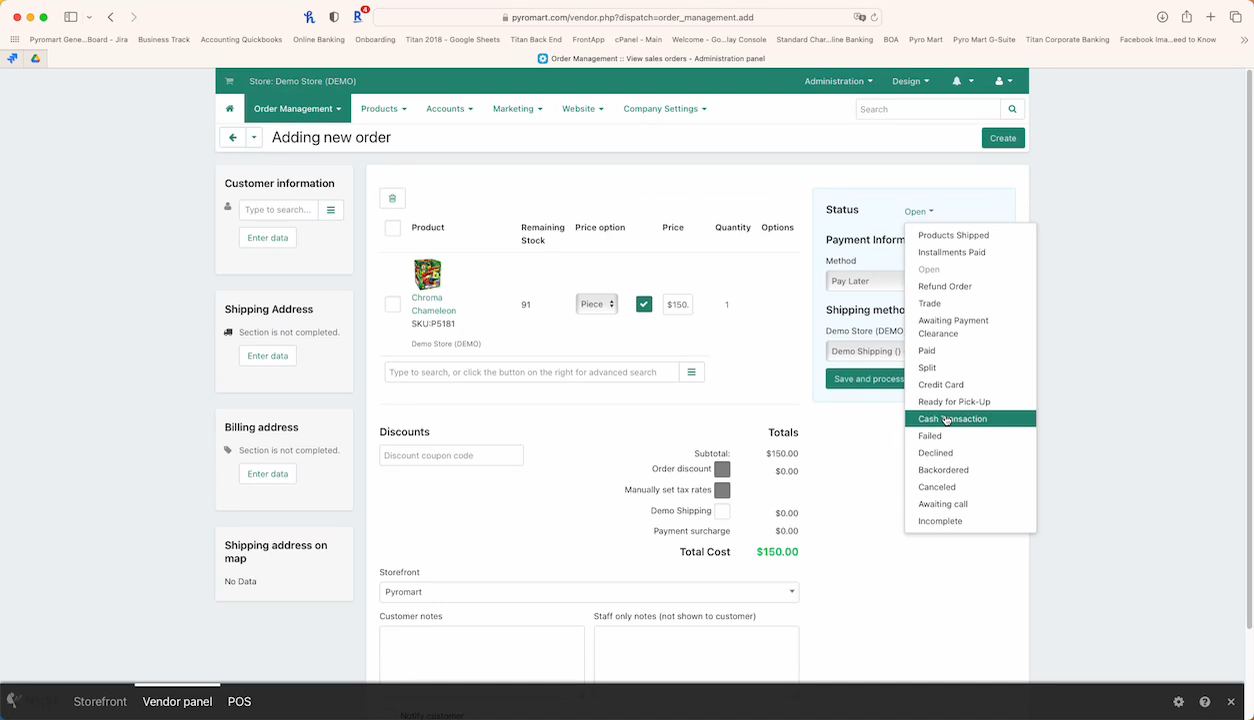 4
pyromart.com/vendor.php?dispatch=order_management.add
Pyromart Gene...Board - Jira Business Track Accounting Quickbooks Online Banking Onboarding Titan 2018 - Google Sheets Titan Back End FrontApp cPanel - Main Welcome - Go...lay Console Standard Char...line Banking BOA Pyro Mart Pyro Mart G-Suite Titan Corporate Banking Facebook Ima...eed to Know
Order Management :: View sales orders - Administration panel
Store: Demo Store (DEMO) Administration Design
Order Management Products Accounts Marketing Website Company Settings Search
Adding new order Create
Customer information
Type to search...
Enter data
Shipping Address
Section is not completed.
Enter data
Billing address
Section is not completed.
Enter data
Shipping address on
map
No Data
Product Remaining Stock Price option Price Quantity Options
Chroma
Chameleon
SKU:P5181
Demo Store (DEMO)
91 Piece $150. 1
Type to search, or click the button on the right for advanced search
Discounts
Discount coupon code
Totals
Subtotal: $150.00
Order discount $0.00
Manually set tax rates
Demo Shipping $0.00
Payment surcharge $0.00
Total Cost $150.00
Storefront
Pyromart
Customer notes Staff only notes (not shown to customer)
Notify customer
Status Open
Payment Inform
Method
Pay Later
Shipping metho
Demo Store (DEMO
Demo Shipping ()
Save and process
Products Shipped
Installments Paid
Open
Refund Order
Trade
Awaiting Payment
Clearance
Paid
Split
Credit Card
Ready for Pick-Up
Cash Transaction
Failed
Declined
Backordered
Canceled
Awaiting call
Incomplete
Storefront Vendor panel POS